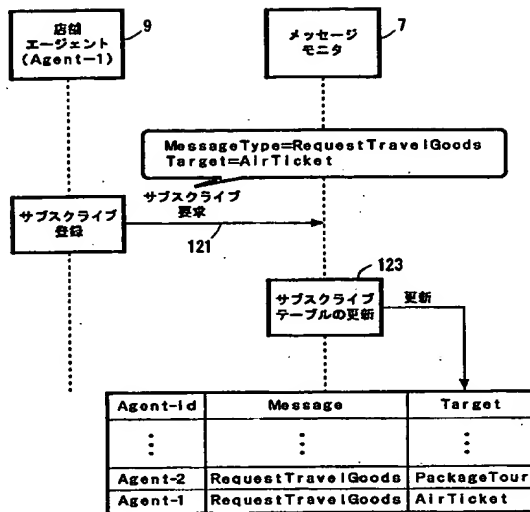 店舗
エージェント
(Agent-1)
9
メッセージ
モニタ
7
MessageType=RequestTravelGoods
Target=AirTicket
サブスクライブ
登録
サブスクライブ
要求
121
123
サブスクライブ
テーブルの更新
更新
Agent-id Message Target
⋮ ⋮ ⋮
Agent-2 RequestTravelGoods PackageTour
Agent-1 RequestTravelGoods AirTicket